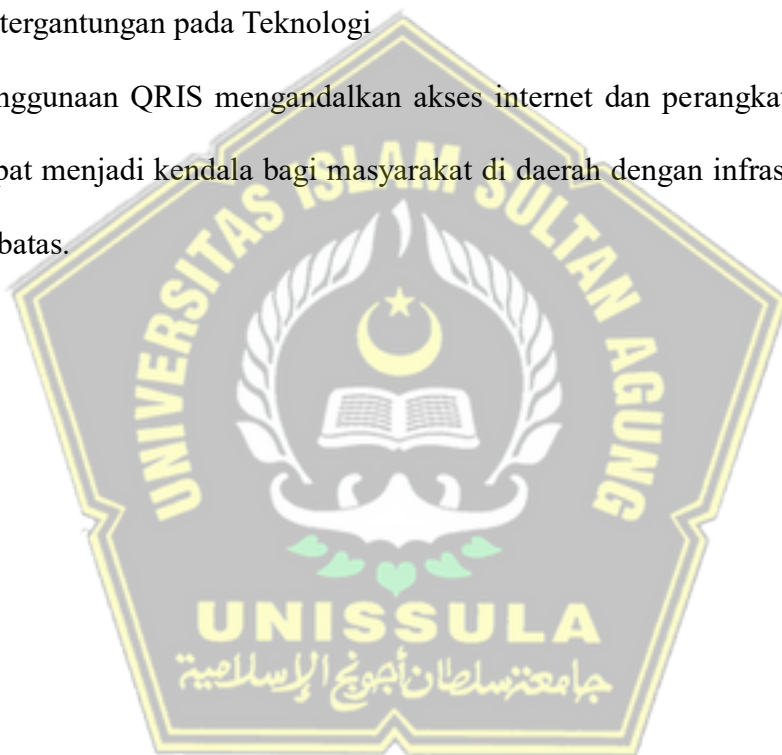 tergantungan pada Teknologi
nggunaan QRIS mengandalkan akses internet dan perangkat
pat menjadi kendala bagi masyarakat di daerah dengan infras
batas.
UNIVERSITAS ISLAM SULTAN AGUNG
UNISSULA
جامعة سلطان أجونج الإسلامية